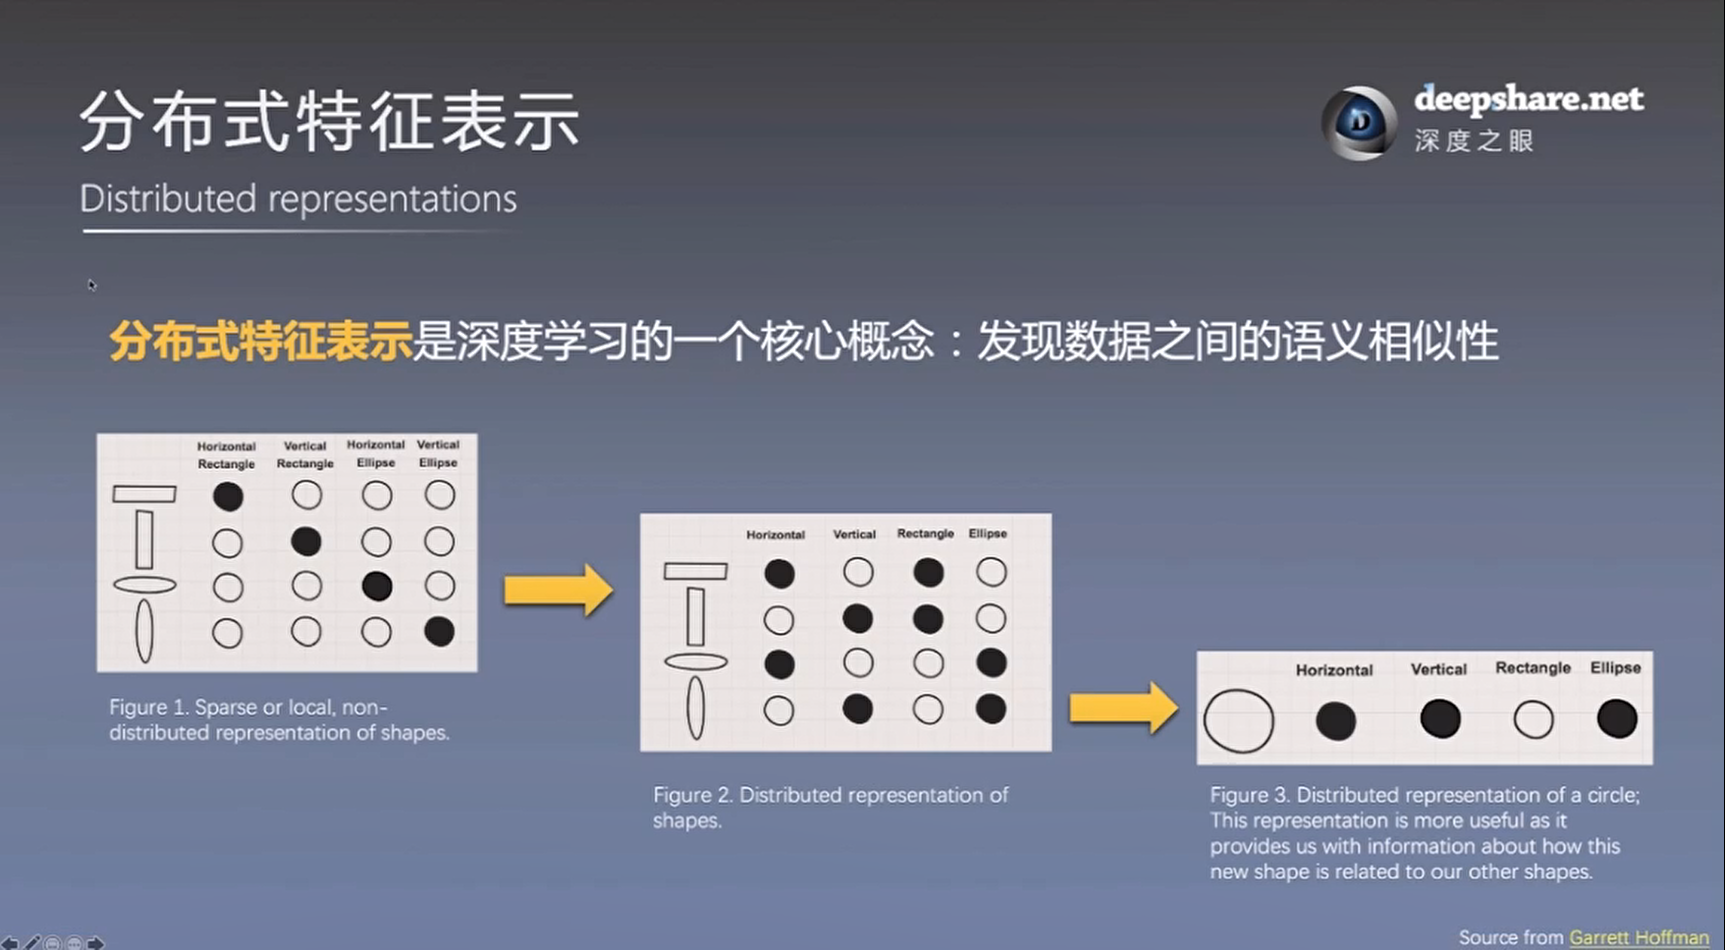 分布式特征表示
Distributed representations
deepshare.net
深度之眼
分布式特征表示是深度学习的一个核心概念：发现数据之间的语义相似性
Horizontal Rectangle
Vertical Rectangle
Horizontal Ellipse
Vertical Ellipse
Figure 1. Sparse or local, non-
distributed representation of shapes.
Horizontal Vertical Rectangle Ellipse
Figure 2. Distributed representation of
shapes.
Horizontal Vertical Rectangle Ellipse
Figure 3. Distributed representation of a circle;
This representation is more useful as it
provides us with information about how this
new shape is related to our other shapes.
Source from Garrett Hoffman